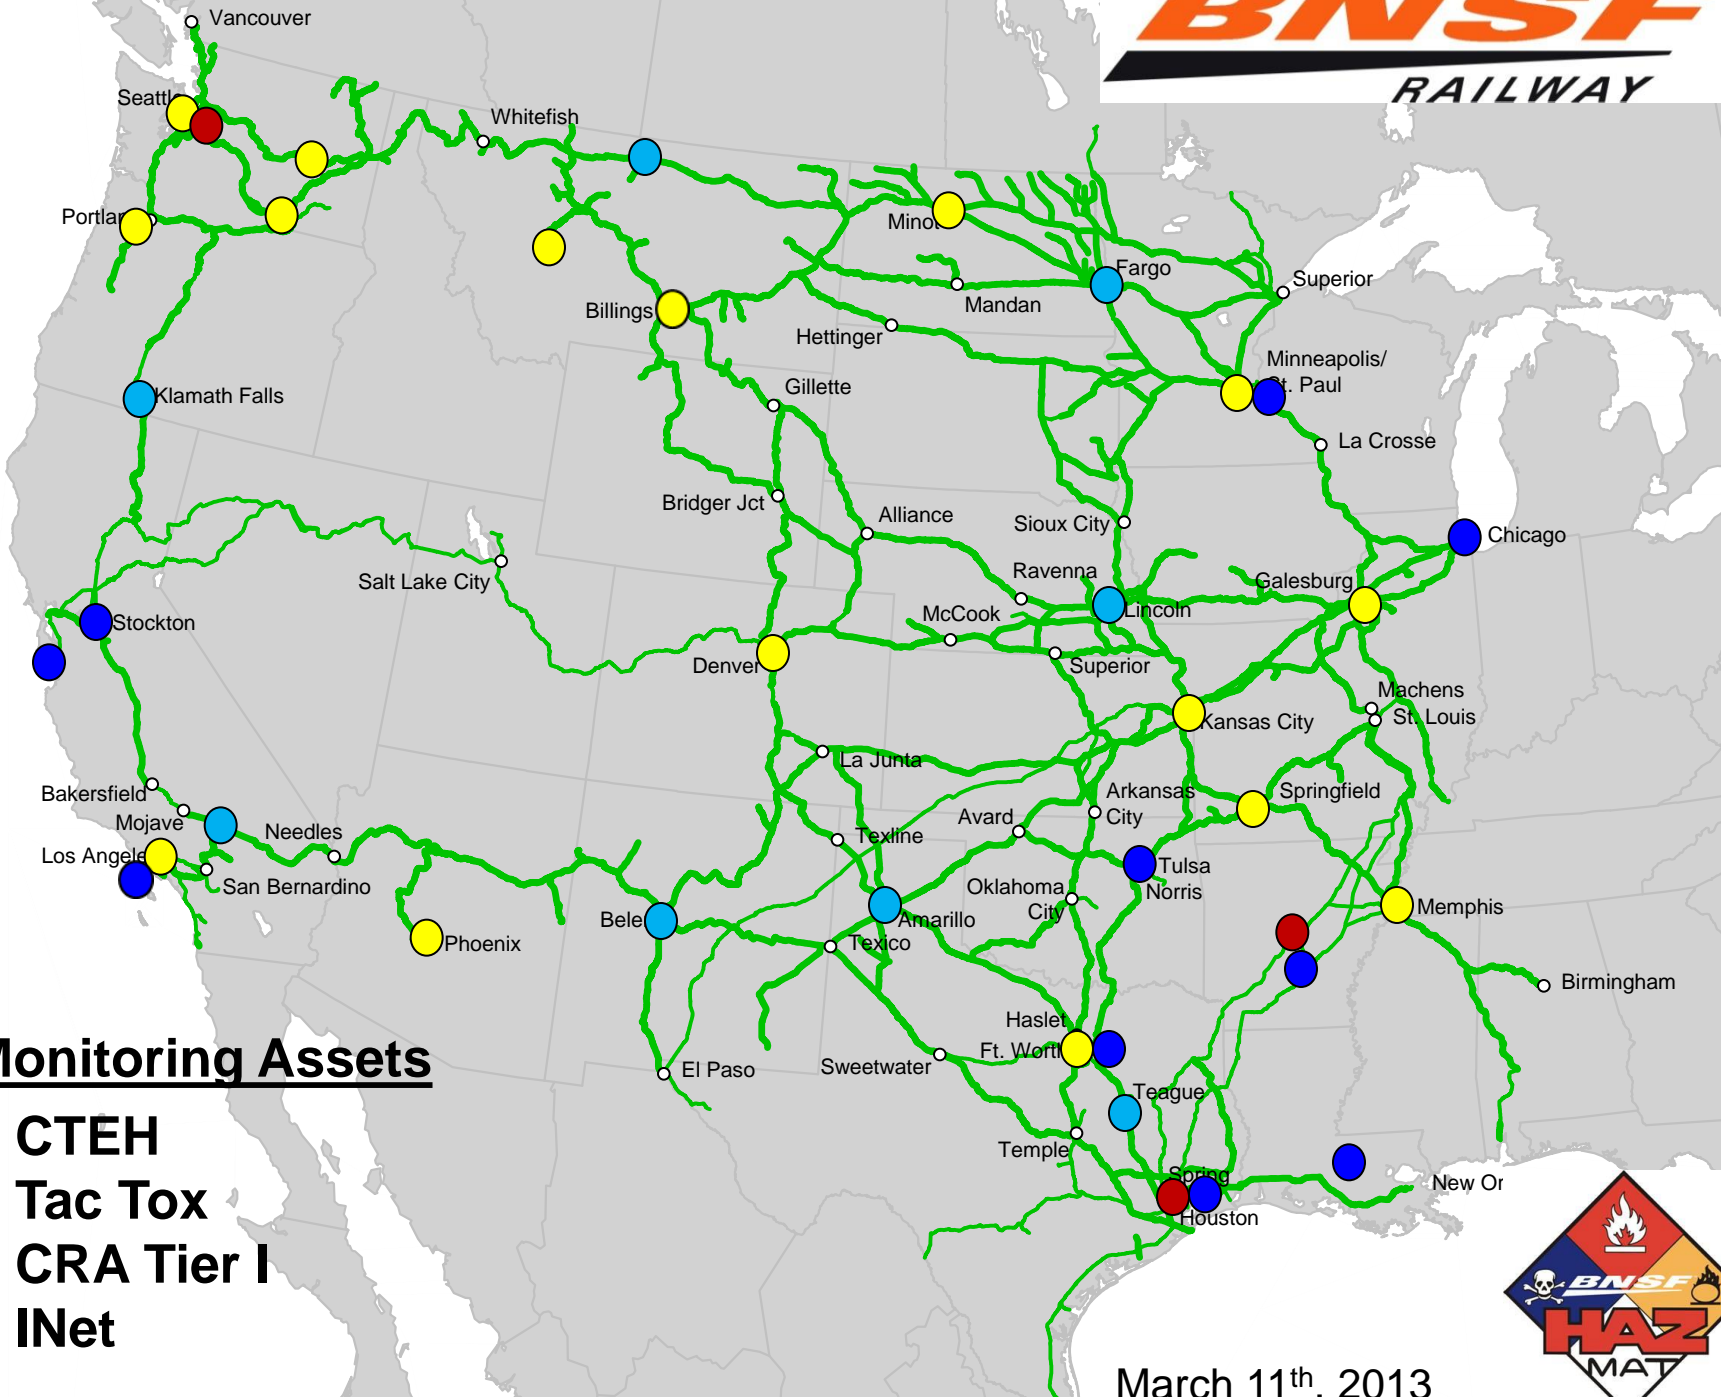 BNSF
RAILWAY
Vancouver
Seattle
Whitefish
Portlan
Minot
Fargo
Superior
Mandan
Billings
Hettinger
Minneapolis/
St. Paul
Gillette
Klamath Falls
La Crosse
Bridger Jct
Alliance
Sioux City
Chicago
Salt Lake City
Ravenna
Galesburg
Lincoln
McCook
Stockton
Denver
Superior
Machens
St. Louis
Kansas City
La Junta
Bakersfield
Arkansas
City
Springfield
Mojave
Needles
Avard
Texline
Los Angele
San Bernardino
Tulsa
Norris
Oklahoma
City
Memphis
Bele
Amarillo
Phoenix
Texico
Birmingham
Haslet
Ft. Worth
Sweetwater
El Paso
Teague
Temple
Spring
Houston
New Or
Monitoring Assets
CTEH
Tac Tox
CRA Tier I
INet
BNSF
HAZ
MAT
March 11th, 2013